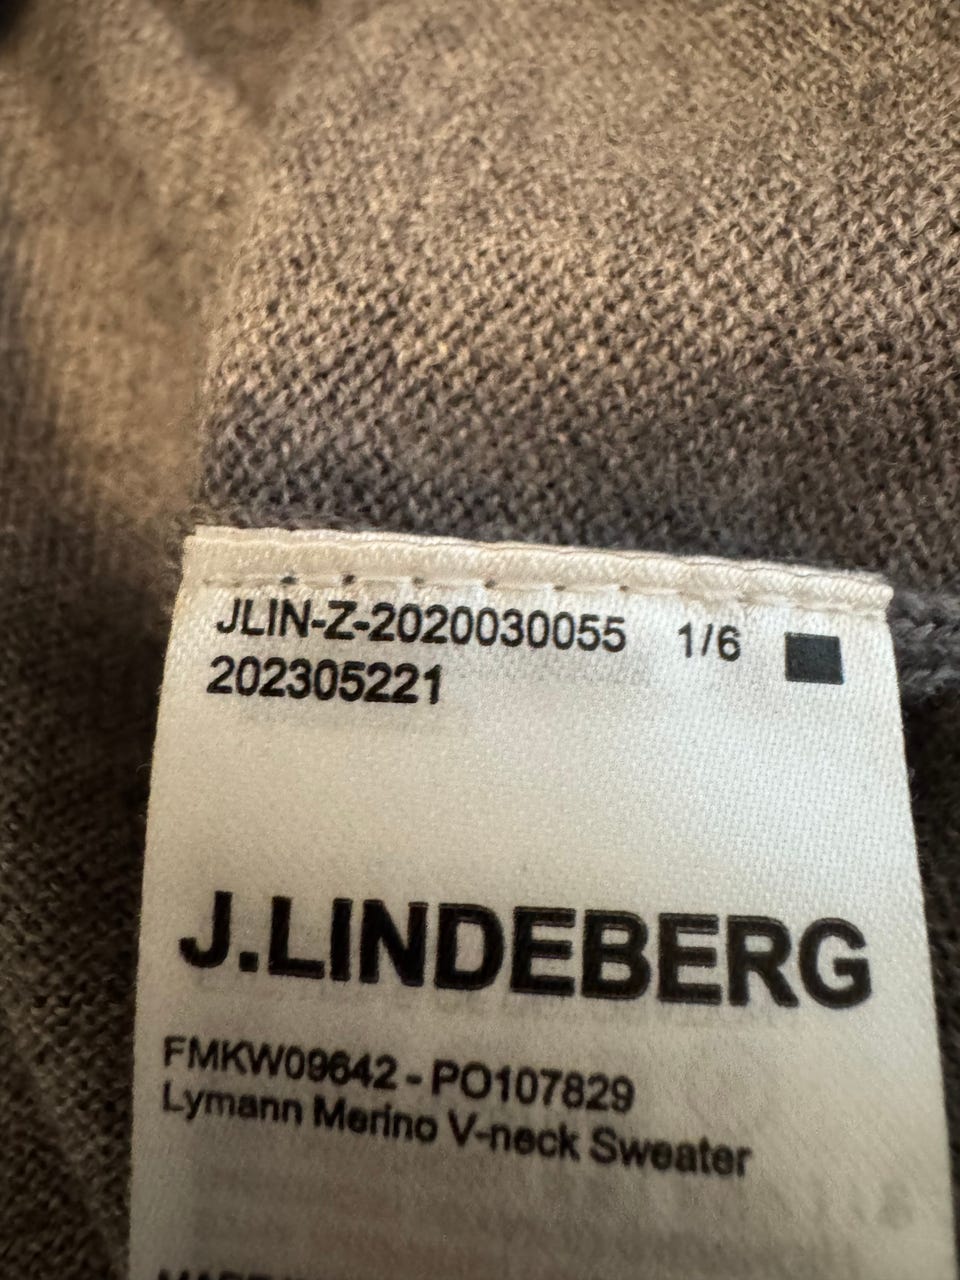 JLIN-Z-2020030055 1/6
202305221
J.LINDEBERG
FMKW09642 - PO107829
Lymann Merino V-neck Sweater